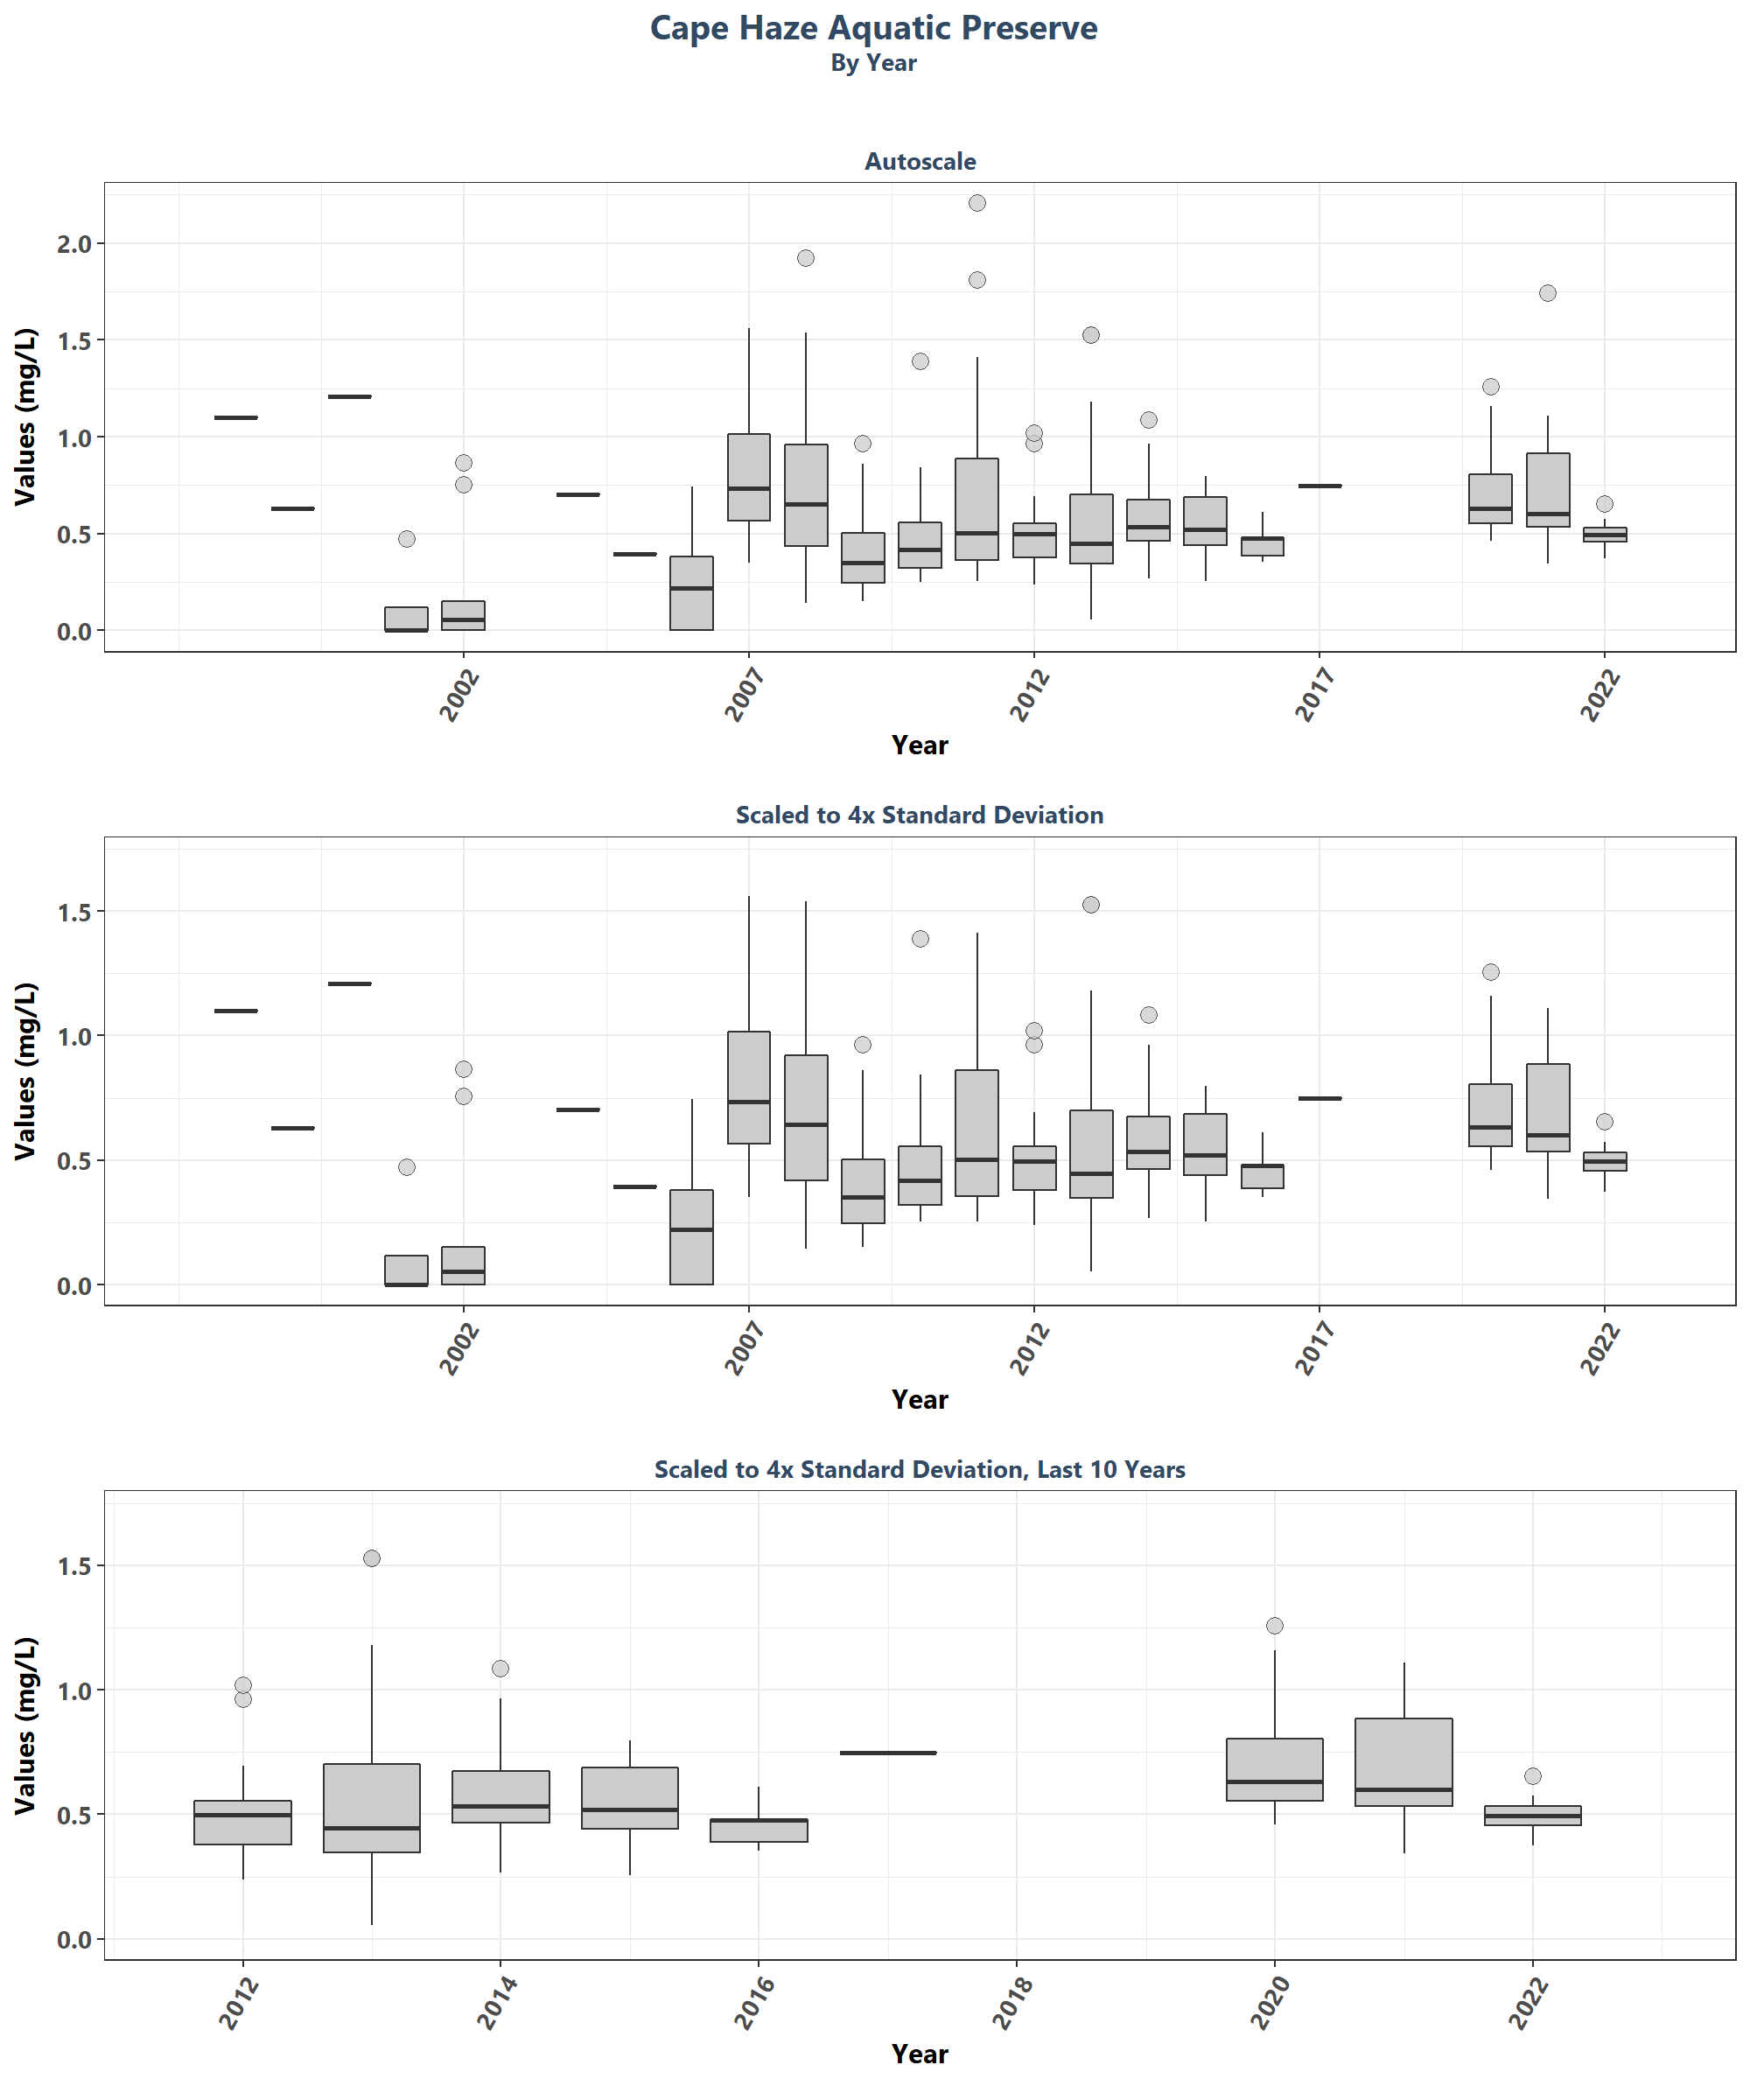 Cape Haze Aquatic Preserve
By Year
Autoscale
Values (mg/L)
2.0
1.5
1.0
0.5
0.0
2002 2007 2012 2017 2022
Year
Scaled to 4x Standard Deviation
Values (mg/L)
1.5
1.0
0.5
0.0
2002 2007 2012 2017 2022
Year
Scaled to 4x Standard Deviation, Last 10 Years
Values (mg/L)
1.5
1.0
0.5
0.0
2012 2014 2016 2018 2020 2022
Year